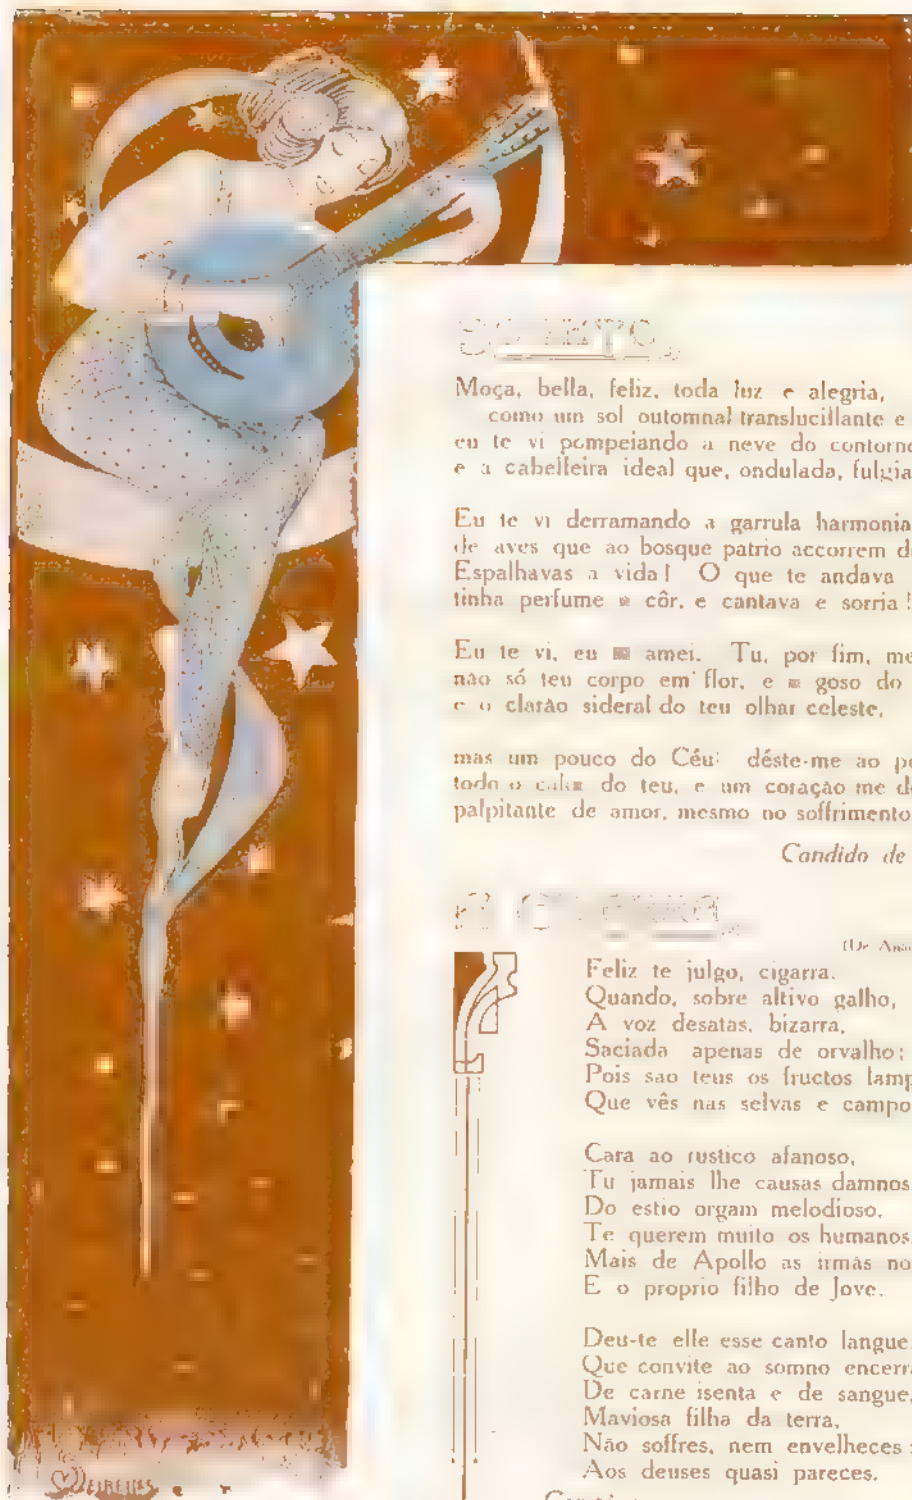 SONETO
Moça, bella, feliz, toda luz e alegria,
como um sol outomnal translucillante e
eu te vi pompeiando a neve do contorno
e a cabelleira ideal que, ondulada, fulgia
Eu te vi derramando a garrula harmonia
de aves que ao bosque patrio accorrem d
Espalhavas a vida! O que te andava
tinha perfume e côr, e cantava e sorria!
Eu te vi, eu amei. Tu, por fim, me
não só teu corpo em flor, e goso do
e o clarão sideral do teu olhar celeste,
mas um pouco do Céu: déste-me ao pe
todo o do teu, e um coração me d
palpitante de amor, mesmo no soffrimento
Candido de
(De Ana
Feliz te julgo, cigarra.
Quando, sobre altivo galho,
A voz desatas, bizarra,
Saciada apenas de orvalho;
Pois sao teus os fructos lamp
Que vês nas selvas e campo
Cara ao rustico afanoso,
Tu jamais lhe causas damnos.
Do estio orgam melodioso,
Te querem muito os humanos.
Mais de Apollo as irmãs no
E o proprio filho de Jove.
Deu-te elle esse canto langue
Que convite ao somno encerra
De carne isenta e de sangue,
Maviosa filha da terra,
Não soffres, nem envelheces:
Aos deuses quasi pareces.